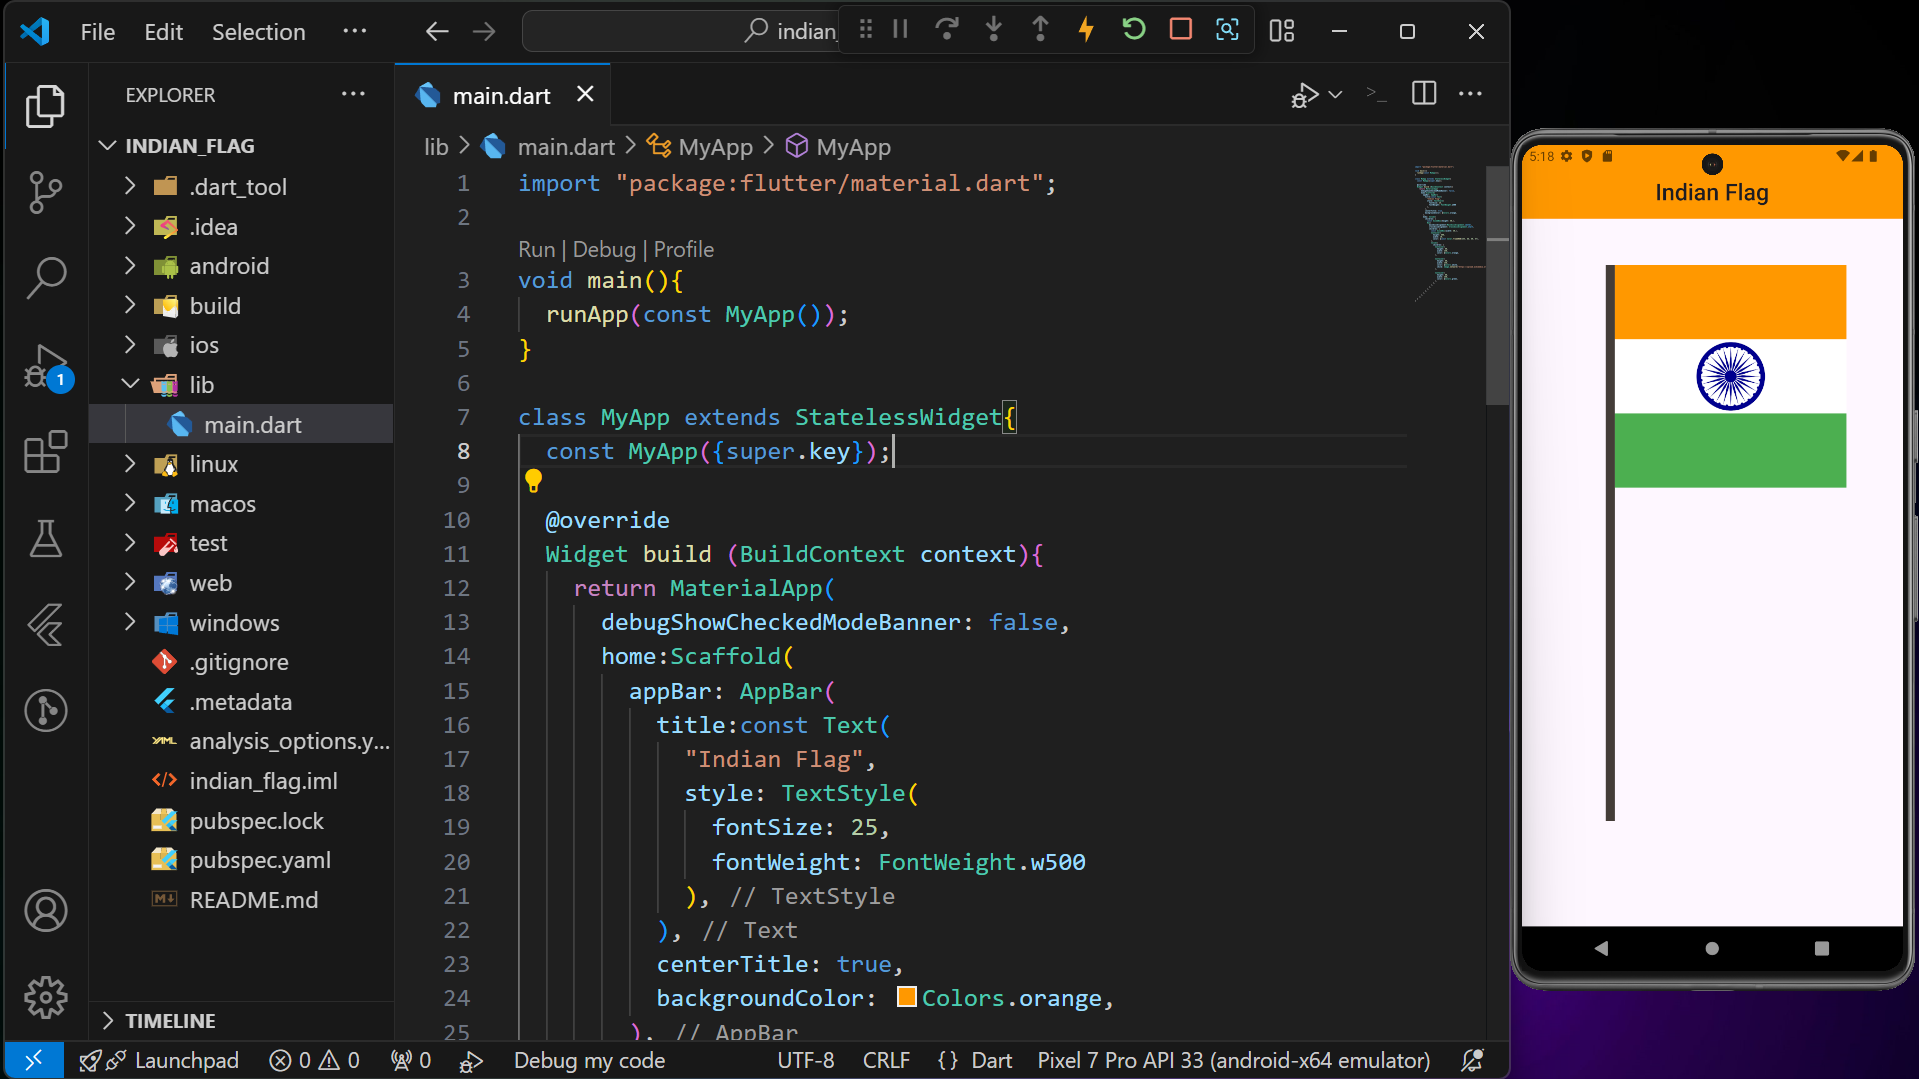 File Edit Selection ···
indian_
EXPLORER ···
main.dart
INDIAN_FLAG
.dart_tool
.idea
android
build
ios
lib
main.dart
linux
macos
test
web
windows
.gitignore
.metadata
analysis_options.y...
indian_flag.iml
pubspec.lock
pubspec.yaml
README.md
TIMELINE
1
lib > main.dart > MyApp > MyApp
1 import "package:flutter/material.dart";
2
Run | Debug | Profile
3 void main(){
4 runApp(const MyApp());
5 }
6
7 class MyApp extends StatelessWidget{
8 const MyApp({super.key});
9
10 @override
11 Widget build (BuildContext context){
12 return MaterialApp(
13 debugShowCheckedModeBanner: false,
14 home:Scaffold(
15 appBar: AppBar(
16 title:const Text(
17 "Indian Flag",
18 style: TextStyle(
19 fontSize: 25,
20 fontWeight: FontWeight.w500
21 ), // TextStyle
22 ), // Text
23 centerTitle: true,
24 backgroundColor: Colors.orange,
25 ), // AppBar
Launchpad 0 0 0 Debug my code UTF-8 CRLF {} Dart Pixel 7 Pro API 33 (android-x64 emulator)
5:18
Indian Flag